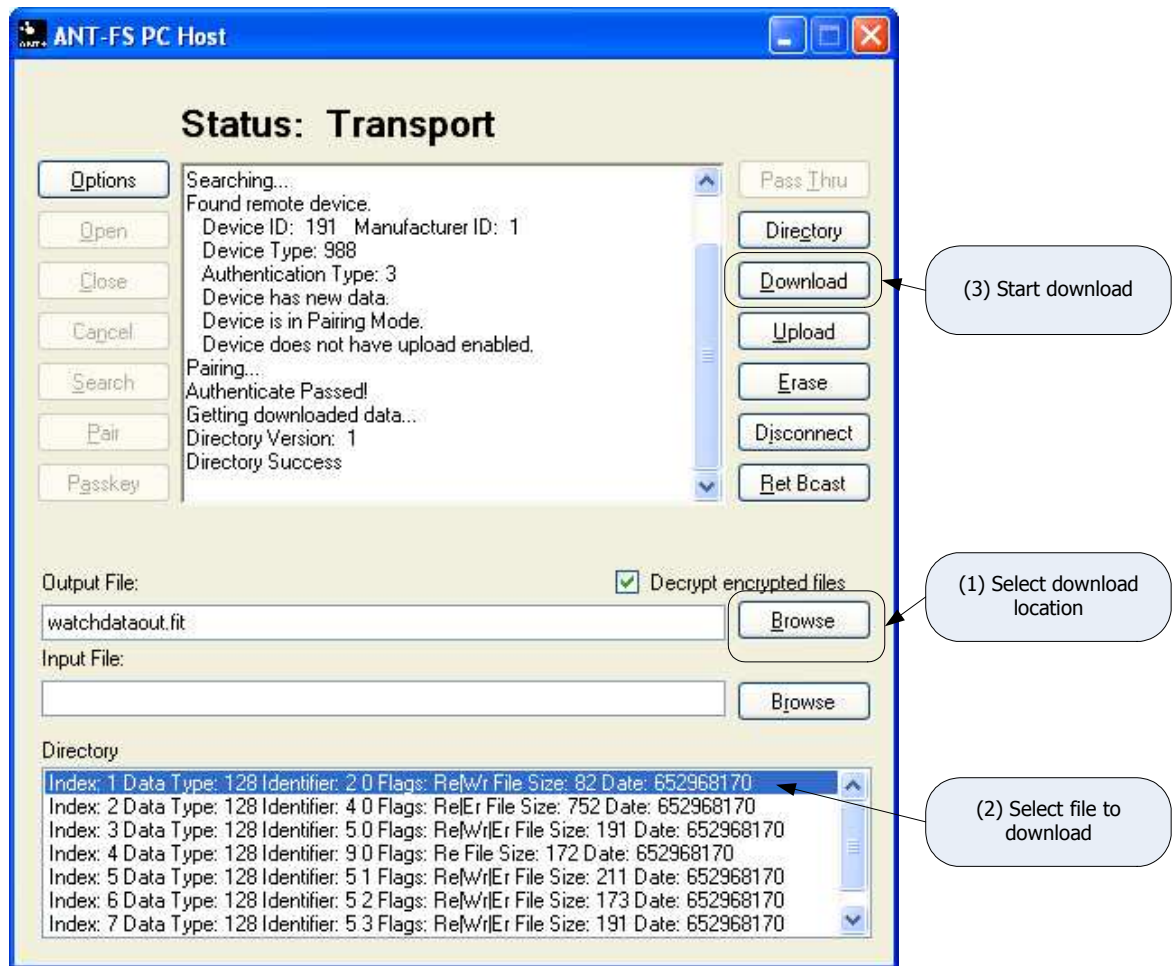 ANT-FS PC Host
Status: Transport
Options
Open
Close
Cancel
Search
Pair
Passkey
Searching...
Found remote device.
Device ID: 191 Manufacturer ID: 1
Device Type: 988
Authentication Type: 3
Device has new data.
Device is in Pairing Mode.
Device does not have upload enabled.
Pairing...
Authenticate Passed!
Getting downloaded data...
Directory Version: 1
Directory Success
Pass Thru
Directory
Download
Upload
Erase
Disconnect
Ret Bcast
(3) Start download
Output File:
Decrypt encrypted files
watchdataout.fit
Browse
(1) Select download
location
Input File:
Browse
Directory
Index: 1 Data Type: 128 Identifier: 2 0 Flags: Re|Wr File Size: 82 Date: 652968170
Index: 2 Data Type: 128 Identifier: 4 0 Flags: Re|Er File Size: 752 Date: 652968170
Index: 3 Data Type: 128 Identifier: 5 0 Flags: Re|Wr|Er File Size: 191 Date: 652968170
Index: 4 Data Type: 128 Identifier: 9 0 Flags: Re File Size: 172 Date: 652968170
Index: 5 Data Type: 128 Identifier: 5 1 Flags: Re|Wr|Er File Size: 211 Date: 652968170
Index: 6 Data Type: 128 Identifier: 5 2 Flags: Re|Wr|Er File Size: 173 Date: 652968170
Index: 7 Data Type: 128 Identifier: 5 3 Flags: Re|Wr|Er File Size: 191 Date: 652968170
(2) Select file to
download